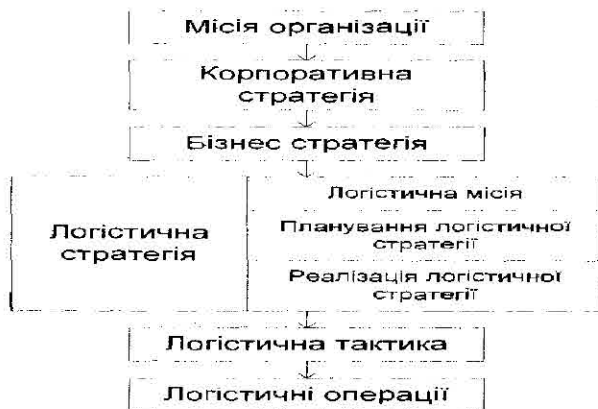 Місія організації
Корпоративна
стратегія
Бізнес стратегія
Логістична
стратегія
Логістична місія
Планування логістичної
стратегії
Реалізація логістичної
стратегії
Логістична тактика
Логістичні операції